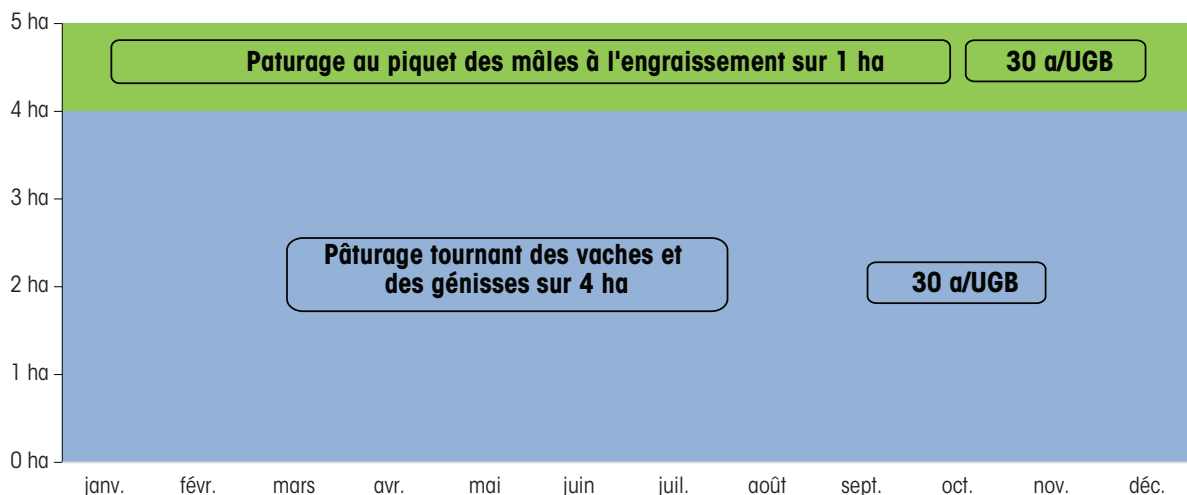 5 ha
Paturage au piquet des mâles à l'engraissement sur 1 ha
30 a/UGB
4 ha
3 ha
Pâturage tournant des vaches et
des génisses sur 4 ha
30 a/UGB
2 ha
1 ha
0 ha
janv. févr. mars avr. mai juin juil. août sept. oct. nov. déc.